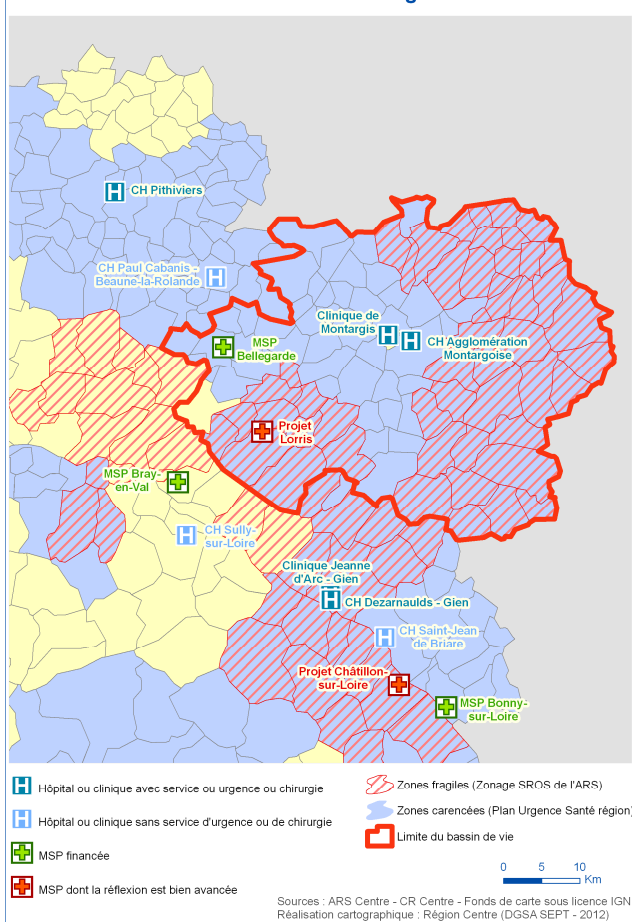 CH Pithiviers
CH Paul Cabanis -
Beaune-la-Rolande
Clinique de
Montargis
CH Agglomération
Montargoise
MSP
Bellegarde
Projet
Lorris
MSP Bray-
en-Val
CH Sully-
sur-Loire
Clinique Jeanne
d'Arc - Gien
CH Dezarnaulds - Gien
CH Saint-Jean
de Briare
Projet Châtillon-
sur-Loire
MSP Bonny-
sur-Loire
Hôpital ou clinique avec service ou urgence ou chirurgie
Hôpital ou clinique sans service d'urgence ou de chirurgie
MSP financée
MSP dont la réflexion est bien avancée
Zones fragiles (Zonage SROS de l'ARS)
Zones carencées (Plan Urgence Santé région)
Limite du bassin de vie
0 5 10
Km
Sources : ARS Centre - CR Centre - Fonds de carte sous licence IGN
Réalisation cartographique : Région Centre (DGSA SEPT - 2012)